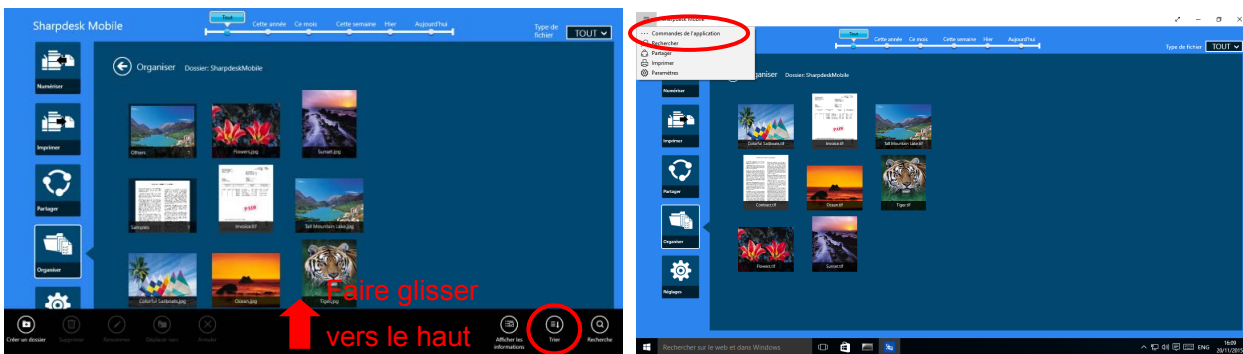 Sharpdesk Mobile
Tout
Cette année
Ce mois
Cette semaine
Hier
Aujourd'hui
Type de
fichier
TOUT
Organiser
Dossier: SharpdeskMobile
Numériser
Imprimer
Partager
Organiser
Others
Flowers.jpg
Sunset.jpg
Samples
Invoice.tif
Tall Mountain Lake.jpg
Colorful Sailboats.jpg
Ocean.jpg
Tiger.jpg
Faire glisser
vers le haut
Créer un dossier
Supprimer
Renommer
Déplacer vers
Annuler
Afficher les
informations
Trier
Recherche
Sharpdesk Mobile
Commandes de l'application
Rechercher
Partager
Imprimer
Paramètres
Tout
Cette année
Ce mois
Cette semaine
Hier
Aujourd'hui
Type de fichier
TOUT
Organiser
Dossier: SharpdeskMobile
Numériser
Imprimer
Partager
Organiser
Réglages
Colorful Sailboats.tif
Invoice.tif
Tall Mountain Lake.tif
Contract.tif
Ocean.tif
Tiger.tif
Flowers.tif
Sunset.tif
Rechercher sur le web et dans Windows
ENG
16:09
20/11/2015